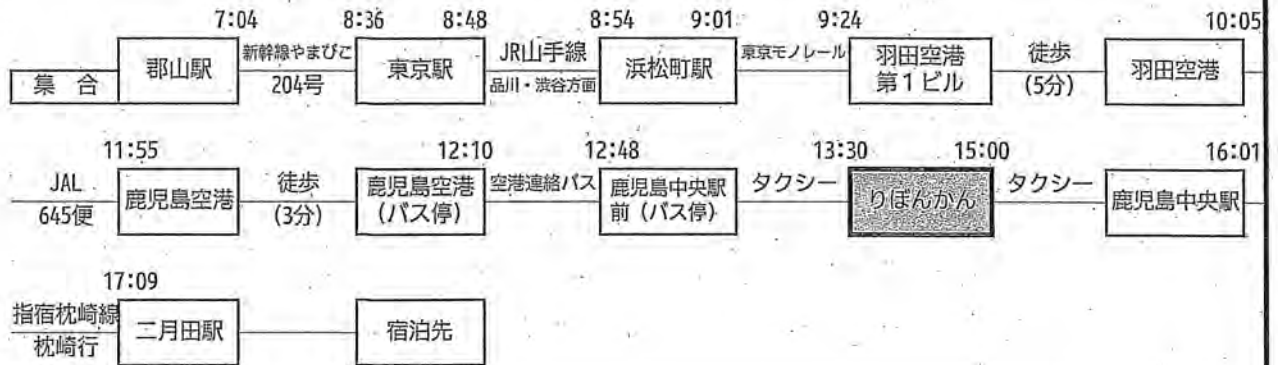 7:04 8:36 8:48 8:54 9:01 9:24 10:05
集合 郡山駅 新幹線やまびこ 204号 東京駅 JR山手線 品川・渋谷方面 浜松町駅 東京モノレール 羽田空港 第1ビル 徒歩 (5分) 羽田空港
11:55 12:10 12:48 13:30 15:00 16:01
JAL 645便 鹿児島空港 徒歩 (3分) 鹿児島空港 (バス停) 空港連絡バス 鹿児島中央駅 前(バス停) タクシー りぼんかん タクシー 鹿児島中央駅
17:09
指宿枕崎線 枕崎行 二月田駅 宿泊先